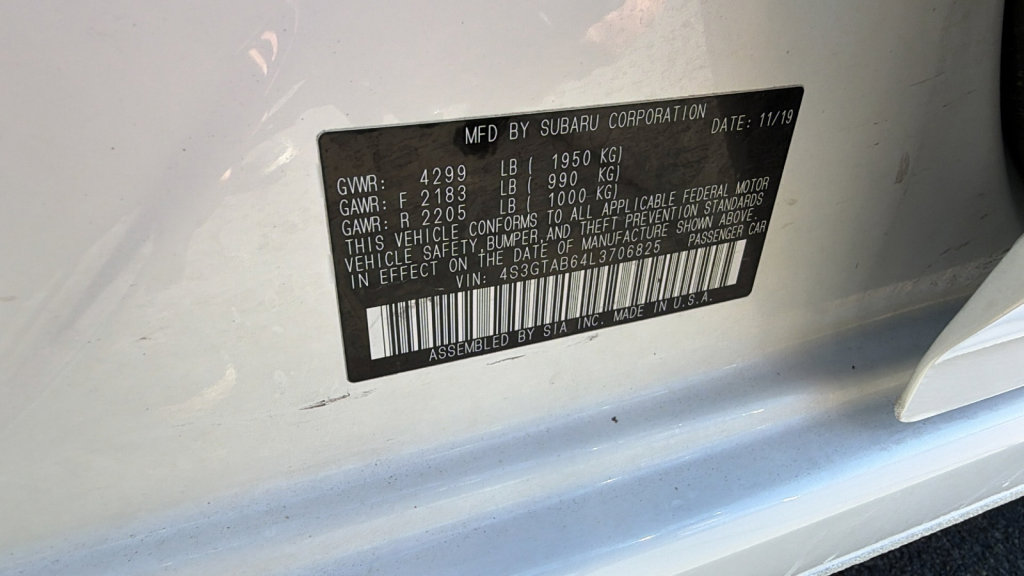 MFD BY SUBARU CORPORATION
DATE: 11/19
GVWR: 4299 LB ( 1950 KG)
GAWR: F 2183 LB ( 990 KG)
GAWR: R 2205 LB ( 1000 KG)
THIS VEHICLE CONFORMS TO ALL APPLICABLE FEDERAL MOTOR
VEHICLE SAFETY, BUMPER, AND THEFT PREVENTION STANDARDS
IN EFFECT ON THE DATE OF MANUFACTURE SHOWN ABOVE.
VIN: 4S3GTAB64L3706825 PASSENGER CAR
ASSEMBLED BY SIA INC. MADE IN U.S.A.